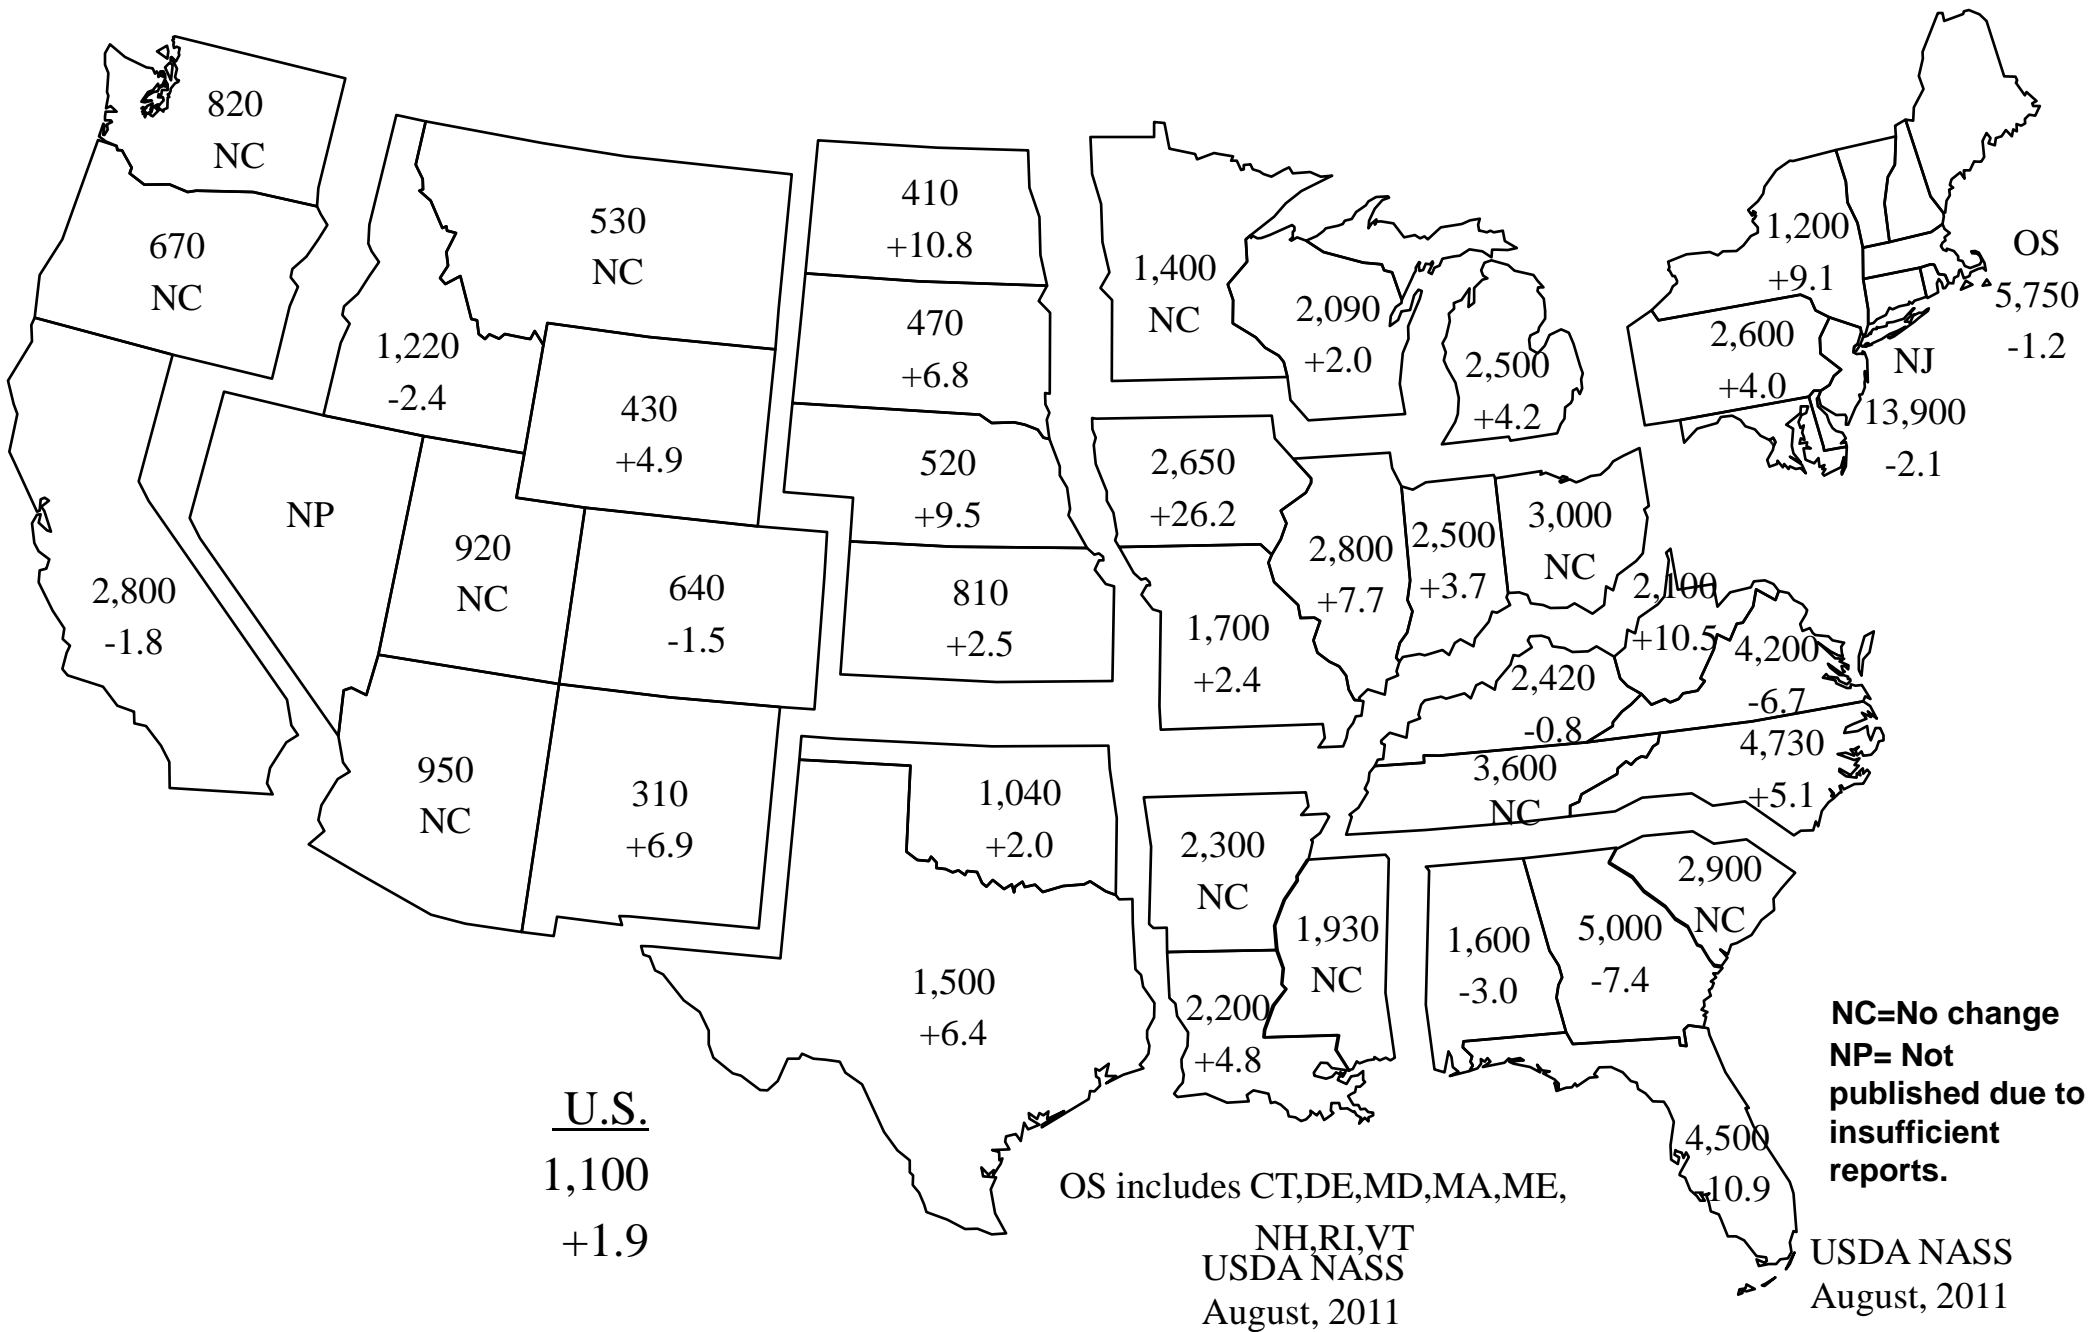 820
NC
670
NC
530
NC
1,220
-2.4
430
+4.9
NP
920
NC
640
-1.5
2,800
-1.8
950
NC
310
+6.9
410
+10.8
470
+6.8
520
+9.5
810
+2.5
1,040
+2.0
1,500
+6.4
1,400
NC
2,090
+2.0
2,500
+4.2
2,650
+26.2
2,800
+7.7
2,500
+3.7
3,000
NC
1,700
+2.4
2,300
NC
2,200
+4.8
1,930
NC
1,600
-3.0
5,000
-7.4
2,900
NC
3,600
NC
4,730
+5.1
2,420
-0.8
2,100
+10.5
4,200
-6.7
4,500
-10.9
1,200
+9.1
2,600
+4.0
OS
5,750
-1.2
NJ
13,900
-2.1
U.S.
1,100
+1.9
OS includes CT,DE,MD,MA,ME,
NH,RI,VT
USDA NASS
August, 2011
NC=No change
NP= Not
published due to
insufficient
reports.
USDA NASS
August, 2011